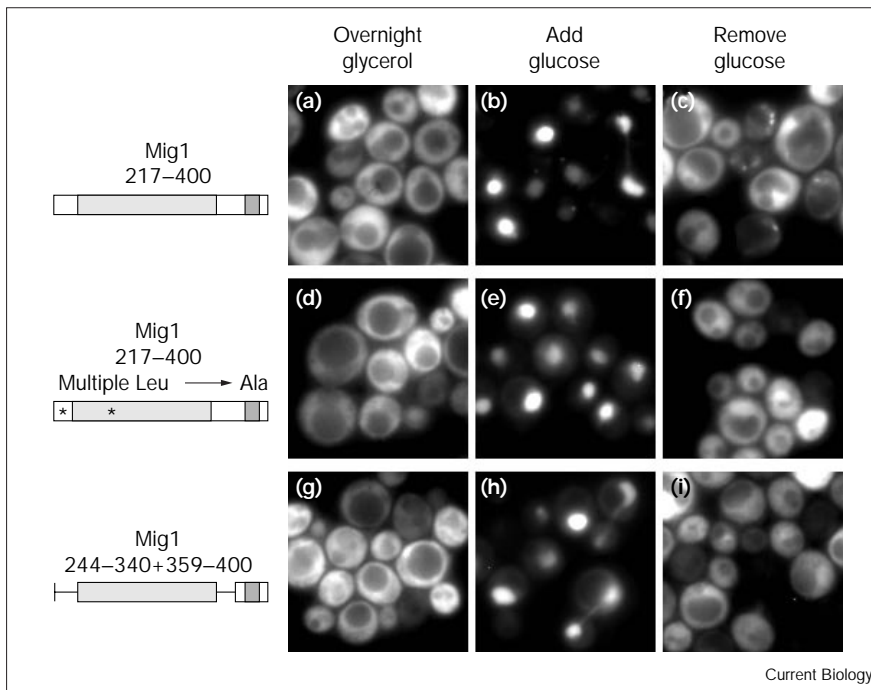 Overnight
glycerol
Add
glucose
Remove
glucose
Mig1
217–400
(a)
(b)
(c)
Mig1
217–400
Multiple Leu ⟶ Ala
* *
(d)
(e)
(f)
Mig1
244–340+359–400
(g)
(h)
(i)
Current Biology